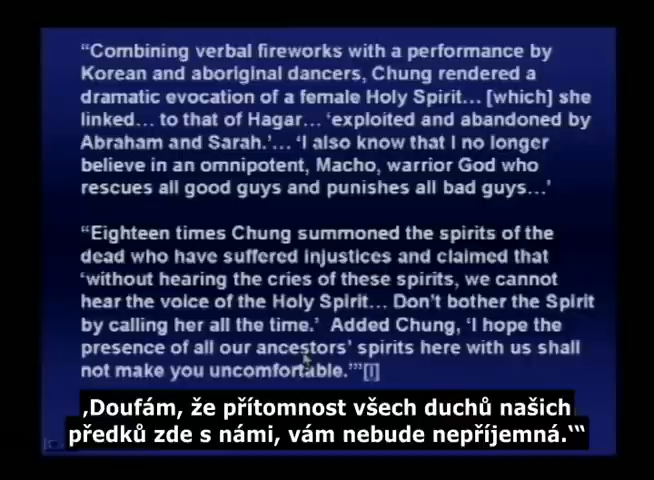 “Combining verbal fireworks with a performance by
Korean and aboriginal dancers, Chung rendered a
dramatic evocation of a female Holy Spirit… [which] she
linked… to that of Hagar… ‘exploited and abandoned by
Abraham and Sarah.’… ‘I also know that I no longer
believe in an omnipotent, Macho, warrior God who
rescues all good guys and punishes all bad guys…’
“Eighteen times Chung summoned the spirits of the
dead who have suffered injustices and claimed that
‘without hearing the cries of these spirits, we cannot
hear the voice of the Holy Spirit… Don’t bother the Spirit
by calling her all the time.’  Added Chung, ‘I hope the
presence of all our ancestors’ spirits here with us shall
not make you uncomfortable.’”[i]
‚Doufám, že přítomnost všech duchů našich
předků zde s námi, vám nebude nepříjemná.‘“